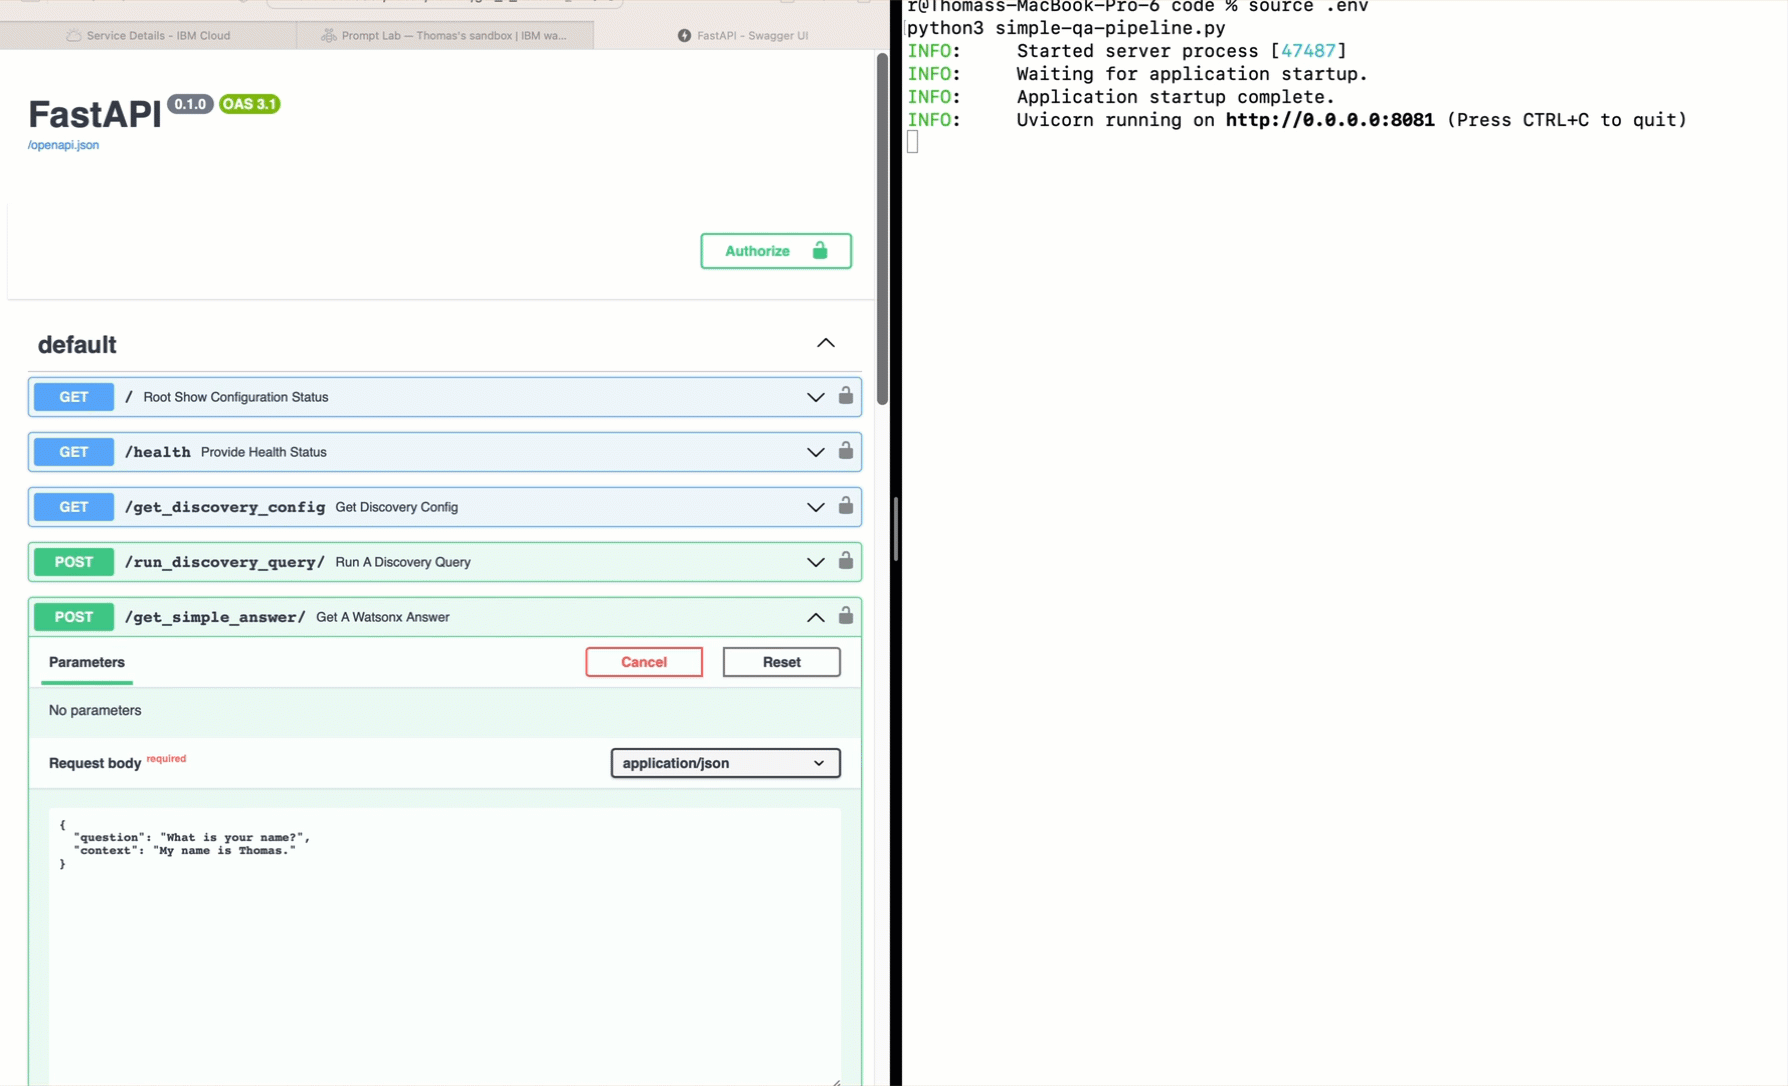 Service Details - IBM Cloud
Prompt Lab — Thomas's sandbox | IBM wa...
FastAPI - Swagger UI
FastAPI 0.1.0 OAS 3.1
/openapi.json
Authorize
default
GET / Root Show Configuration Status
GET /health Provide Health Status
GET /get_discovery_config Get Discovery Config
POST /run_discovery_query/ Run A Discovery Query
POST /get_simple_answer/ Get A Watsonx Answer
Parameters
Cancel
Reset
No parameters
Request body required
application/json
{
"question": "What is your name?",
"context": "My name is Thomas."
}
r@Thomass-MacBook-Pro-6 code % source .env
python3 simple-qa-pipeline.py
INFO: Started server process [47487]
INFO: Waiting for application startup.
INFO: Application startup complete.
INFO: Uvicorn running on http://0.0.0.0:8081 (Press CTRL+C to quit)